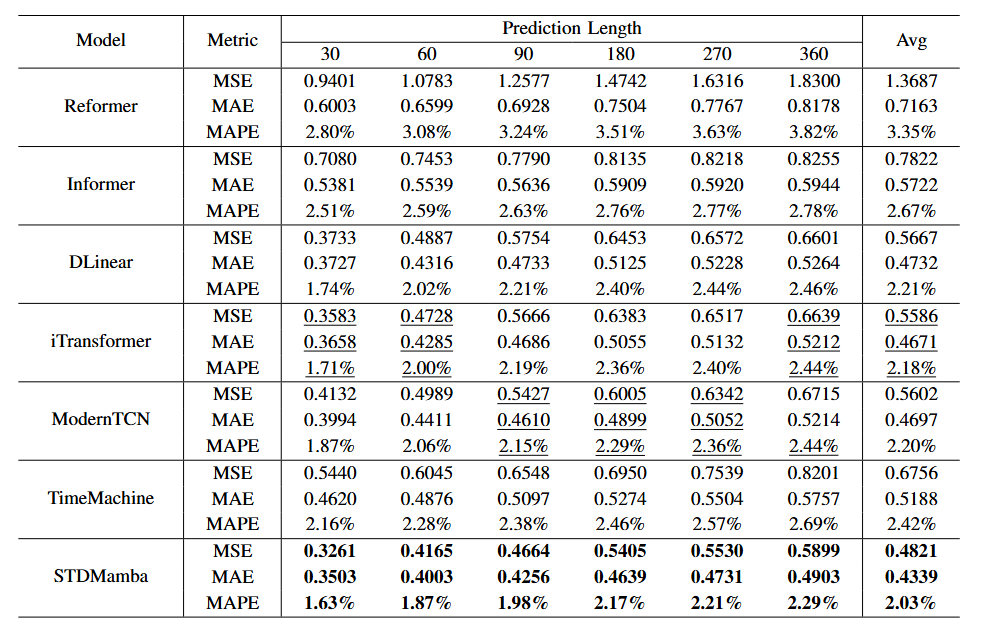 Model Metric Prediction Length Avg
30 60 90 180 270 360
Reformer MSE 0.9401 1.0783 1.2577 1.4742 1.6316 1.8300 1.3687
MAE 0.6003 0.6599 0.6928 0.7504 0.7767 0.8178 0.7163
MAPE 2.80% 3.08% 3.24% 3.51% 3.63% 3.82% 3.35%
Informer MSE 0.7080 0.7453 0.7790 0.8135 0.8218 0.8255 0.7822
MAE 0.5381 0.5539 0.5636 0.5909 0.5920 0.5944 0.5722
MAPE 2.51% 2.59% 2.63% 2.76% 2.77% 2.78% 2.67%
DLinear MSE 0.3733 0.4887 0.5754 0.6453 0.6572 0.6601 0.5667
MAE 0.3727 0.4316 0.4733 0.5125 0.5228 0.5264 0.4732
MAPE 1.74% 2.02% 2.21% 2.40% 2.44% 2.46% 2.21%
iTransformer MSE 0.3583 0.4728 0.5666 0.6383 0.6517 0.6639 0.5586
MAE 0.3658 0.4285 0.4686 0.5055 0.5132 0.5212 0.4671
MAPE 1.71% 2.00% 2.19% 2.36% 2.40% 2.44% 2.18%
ModernTCN MSE 0.4132 0.4989 0.5427 0.6005 0.6342 0.6715 0.5602
MAE 0.3994 0.4411 0.4610 0.4899 0.5052 0.5214 0.4697
MAPE 1.87% 2.06% 2.15% 2.29% 2.36% 2.44% 2.20%
TimeMachine MSE 0.5440 0.6045 0.6548 0.6950 0.7539 0.8201 0.6756
MAE 0.4620 0.4876 0.5097 0.5274 0.5504 0.5757 0.5188
MAPE 2.16% 2.28% 2.38% 2.46% 2.57% 2.69% 2.42%
STDMamba MSE 0.3261 0.4165 0.4664 0.5405 0.5530 0.5899 0.4821
MAE 0.3503 0.4003 0.4256 0.4639 0.4731 0.4903 0.4339
MAPE 1.63% 1.87% 1.98% 2.17% 2.21% 2.29% 2.03%